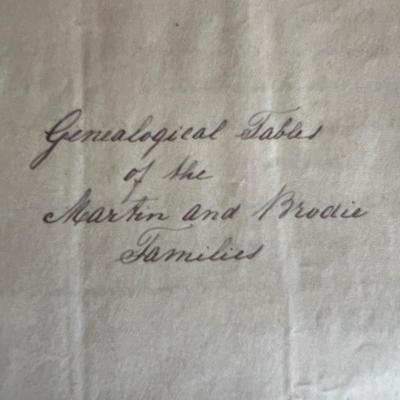 Genealogical Tables
of the
Martin and Brodie
Families